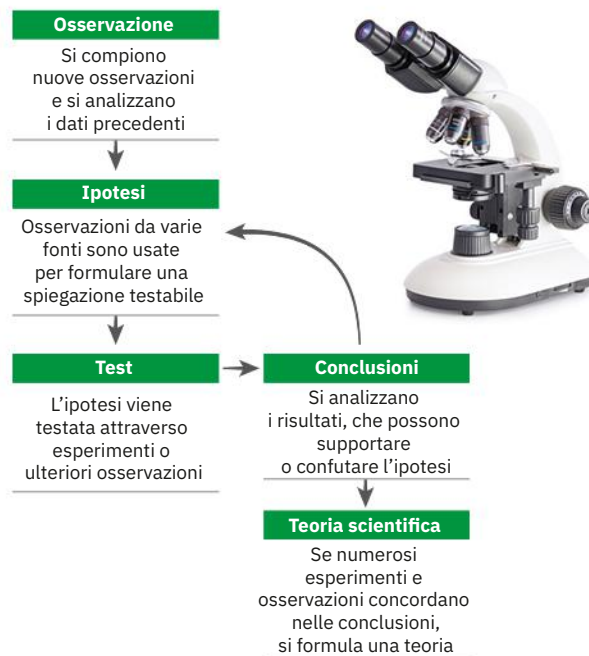 Osservazione
Si compiono
nuove osservazioni
e si analizzano
i dati precedenti
Ipotesi
Osservazioni da varie
fonti sono usate
per formulare una
spiegazione testabile
Test
L’ipotesi viene
testata attraverso
esperimenti o
ulteriori osservazioni
Conclusioni
Si analizzano
i risultati, che possono
supportare
o confutare l’ipotesi
Teoria scientifica
Se numerosi
esperimenti e
osservazioni concordano
nelle conclusioni,
si formula una teoria